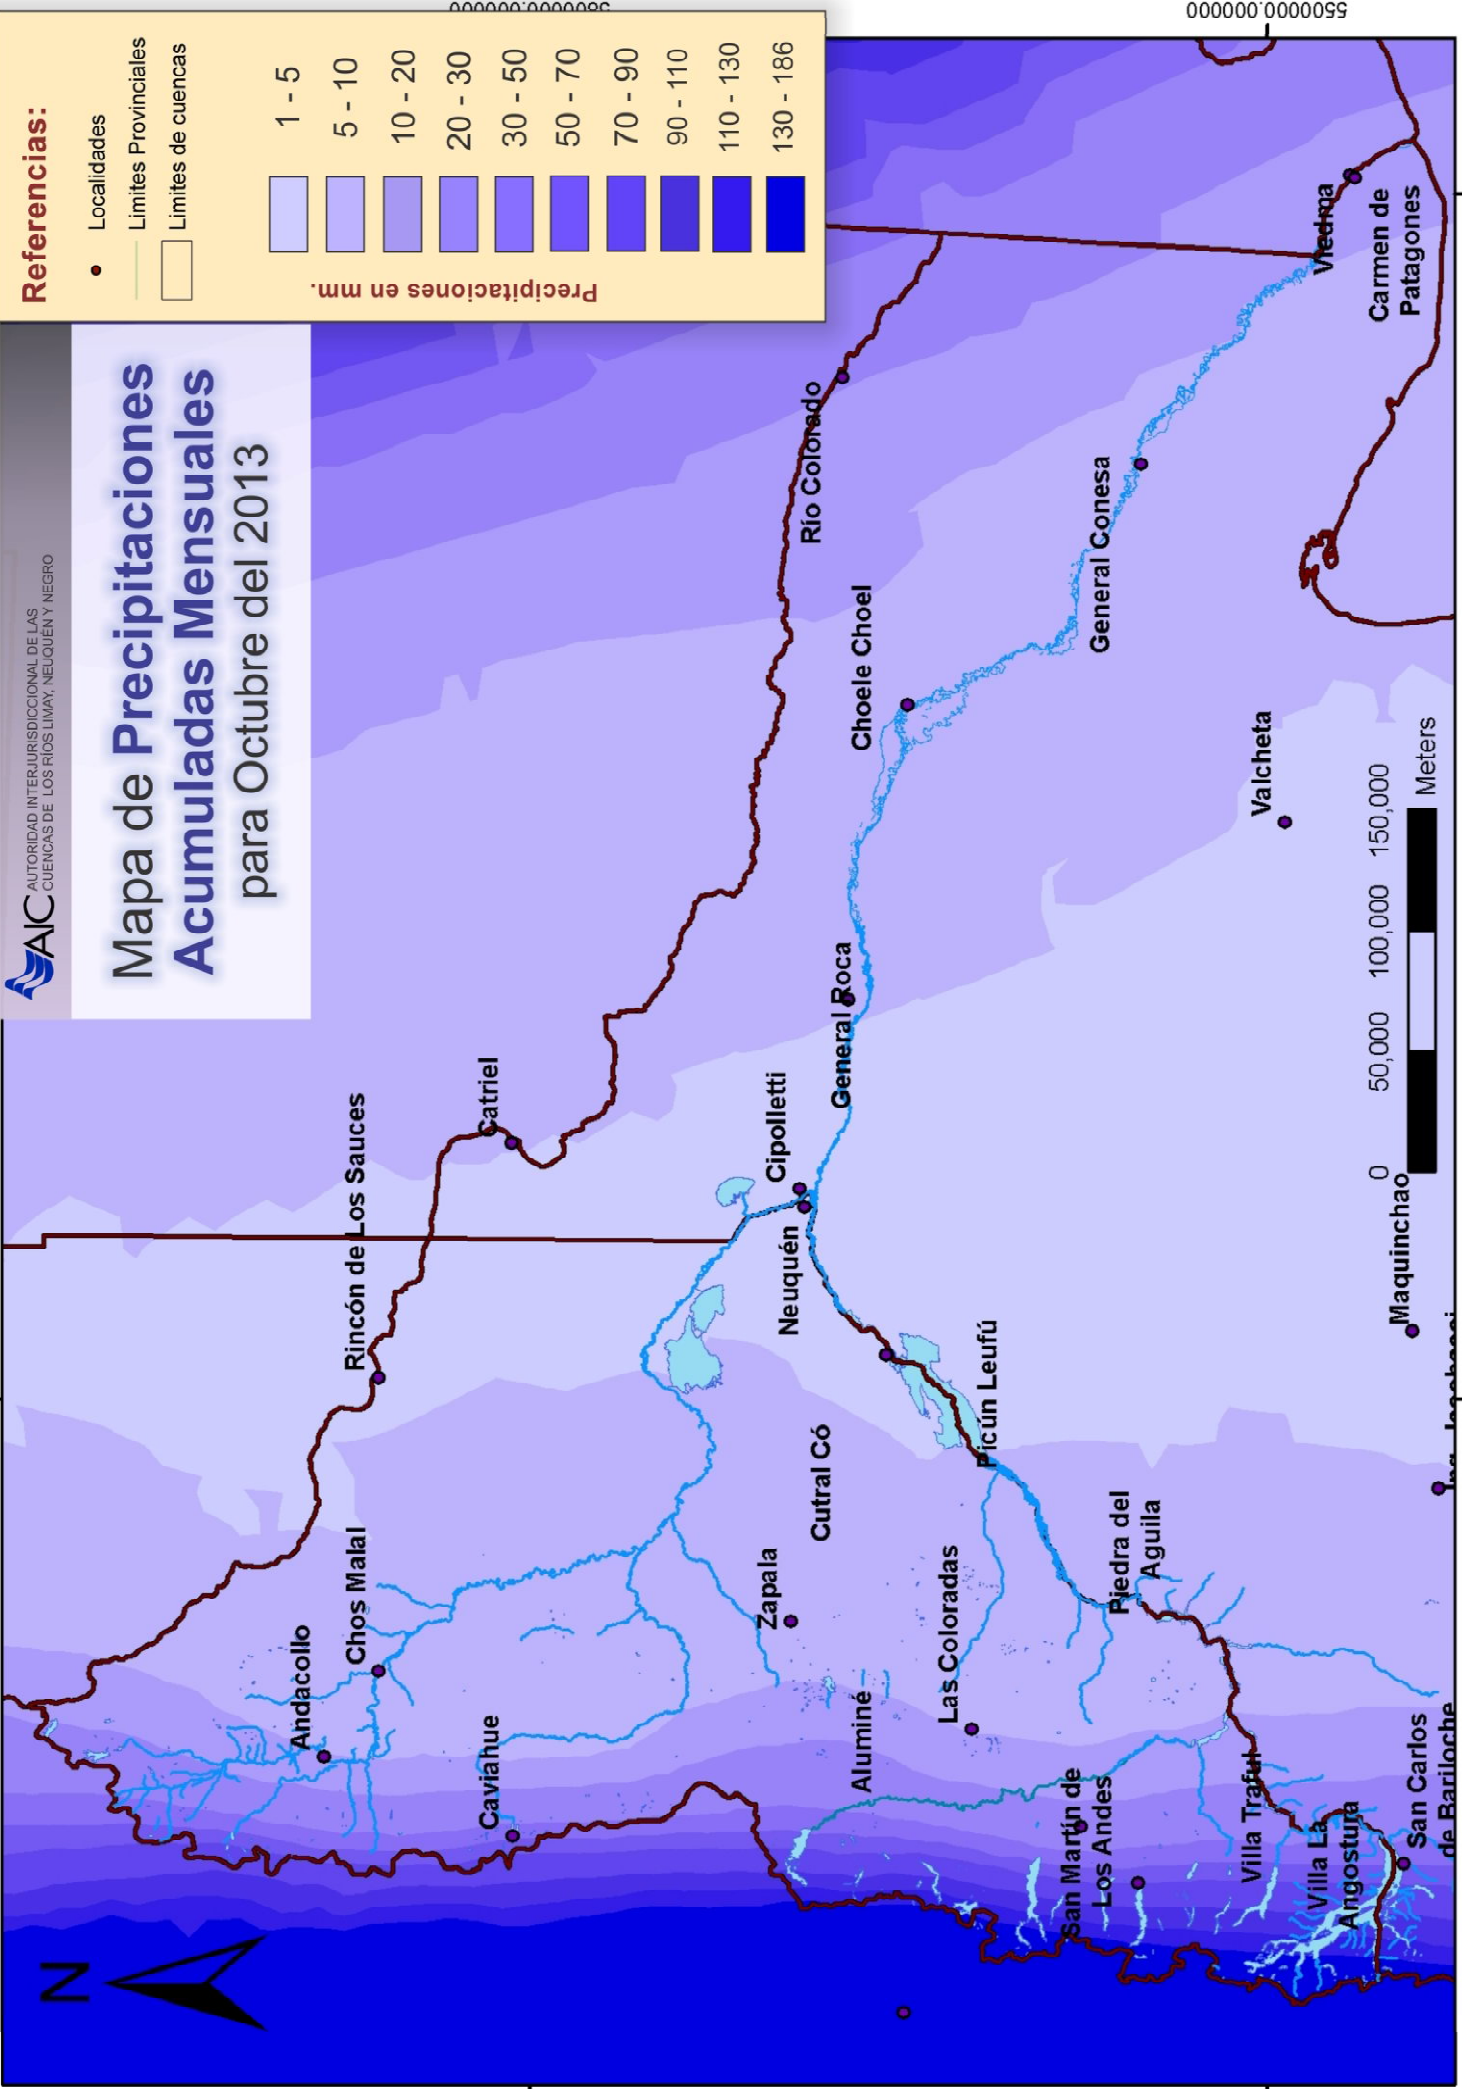 AIC
AUTORIDAD INTERJURISDICCIONAL DE LAS
CUENCAS DE LOS RÍOS LIMAY, NEUQUÉN Y NEGRO
Mapa de Precipitaciones
Acumuladas Mensuales
para Octubre del 2013
Referencias:
Localidades
Limites Provinciales
Limites de cuencas
Precipitaciones en mm.
1 - 5
5 - 10
10 - 20
20 - 30
30 - 50
50 - 70
70 - 90
90 - 110
110 - 130
130 - 186
5800000.000000
5500000.000000
N
Rincón de Los Sauces
Catriel
Chos Malal
Andacollo
Caviahue
Cipolletti
Neuquén
General Roca
Choele Choel
Río Colorado
General Conesa
Viedma
Carmen de
Patagones
Valcheta
Maquinchao
Picún Leufú
Cutral Có
Zapala
Las Coloradas
Aluminé
Piedra del
Aguila
San Martín de
Los Andes
Villa Traful
Villa La
Angostura
San Carlos
de Bariloche
0 50,000 100,000 150,000
Meters